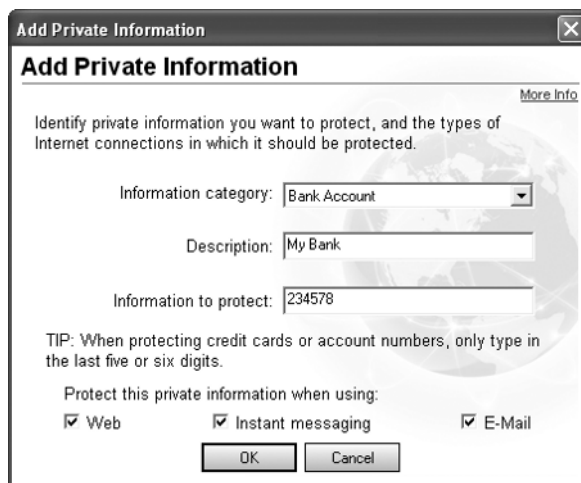 Add Private Information
Add Private Information
More Info
Identify private information you want to protect, and the types of
Internet connections in which it should be protected.
Information category: Bank Account
Description: My Bank
Information to protect: 234578
TIP: When protecting credit cards or account numbers, only type in
the last five or six digits.
Protect this private information when using:
Web Instant messaging E-Mail
OK Cancel